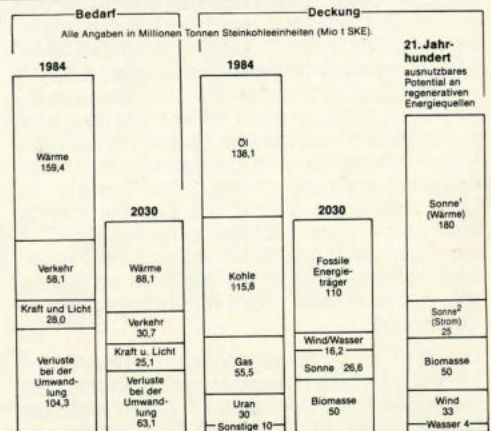 Bedarf
Deckung
Alle Angaben in Millionen Tonnen Steinkohleeinheiten (Mio t SKE).
1984
Wärme
159,4
Verkehr
58,1
Kraft und Licht
28,0
Verluste
bei der
Umwand-
lung
104,3
2030
Wärme
88,1
Verkehr
30,7
Kraft u. Licht
25,1
Verluste
bei der
Umwand-
lung
63,1
1984
Öl
138,1
Kohle
115,8
Gas
55,5
Uran
30
Sonstige 10
2030
Fossile
Energie-
träger
110
Wind/Wasser
16,2
Sonne 26,6
Biomasse
50
21. Jahr-
hundert
ausnutzbares
Potential an
regenerativen
Energiequellen
Sonne¹
(Wärme)
180
Sonne²
(Strom)
25
Biomasse
50
Wind
33
Wasser 4